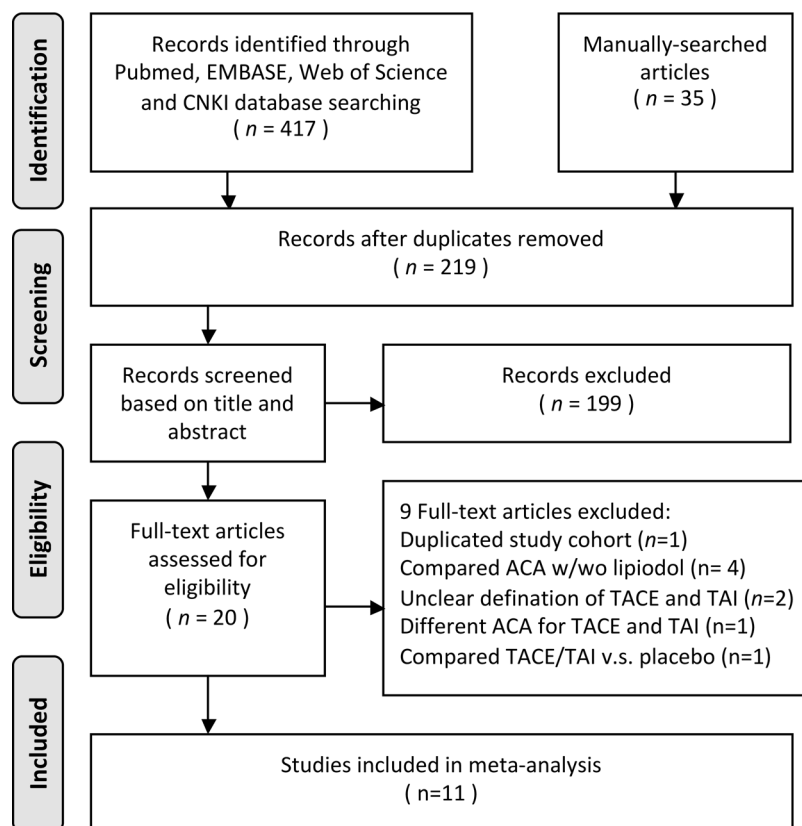 Identification
Records identified through
Pubmed, EMBASE, Web of Science
and CNKI database searching
( n = 417 )
Manually-searched
articles
( n = 35 )
Records after duplicates removed
( n = 219 )
Screening
Records screened
based on title and
abstract
Records excluded
( n = 199 )
Eligibility
Full-text articles
assessed for
eligibility
( n = 20 )
9 Full-text articles excluded:
Duplicated study cohort (n=1)
Compared ACA w/wo lipiodol (n= 4)
Unclear defination of TACE and TAI (n=2)
Different ACA for TACE and TAI (n=1)
Compared TACE/TAI v.s. placebo (n=1)
Included
Studies included in meta-analysis
(n=11)